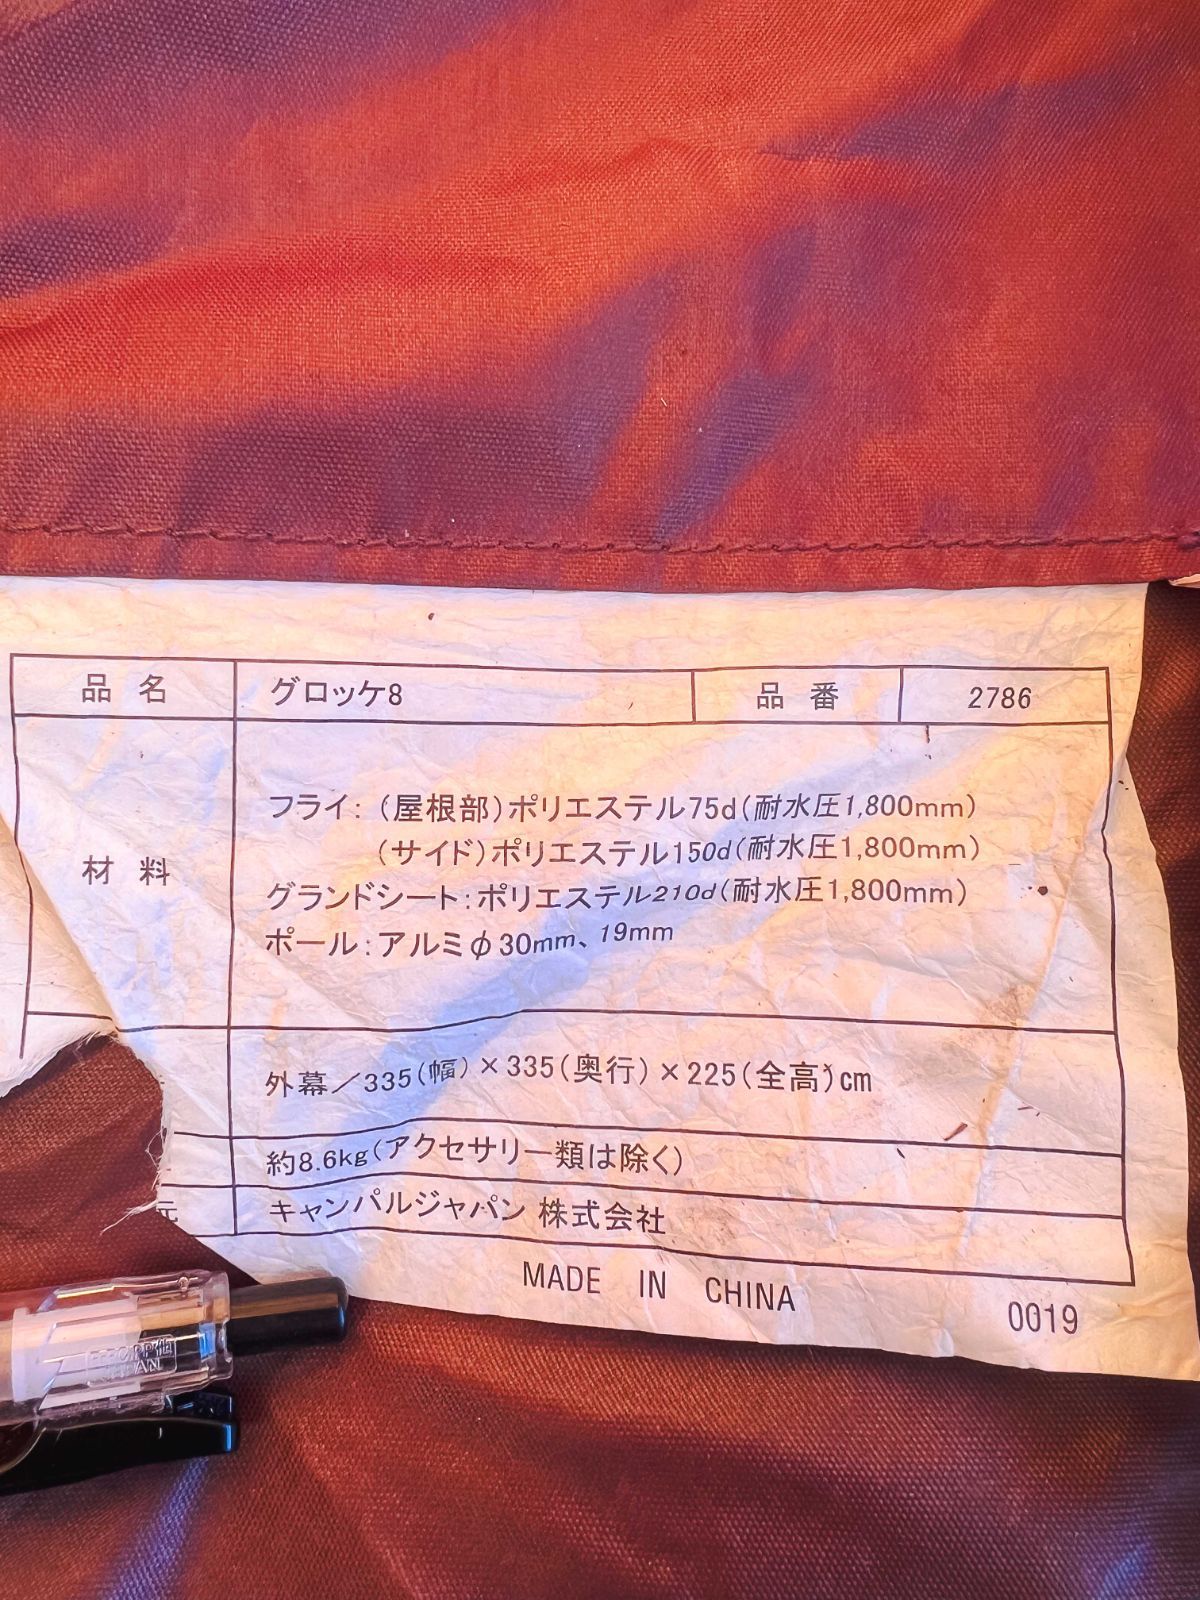 品名 グロッケ8 品番 2786
材料
フライ：（屋根部）ポリエステル75d（耐水圧1,800mm）
（サイド）ポリエステル150d（耐水圧1,800mm）
グランドシート：ポリエステル210d（耐水圧1,800mm）
ポール：アルミφ30mm、19mm
外幕／335（幅）×335（奥行）×225（全高）cm
約8.6kg（アクセサリー類は除く）
元 キャンパルジャパン 株式会社
MADE IN CHINA
0019
JAPAN